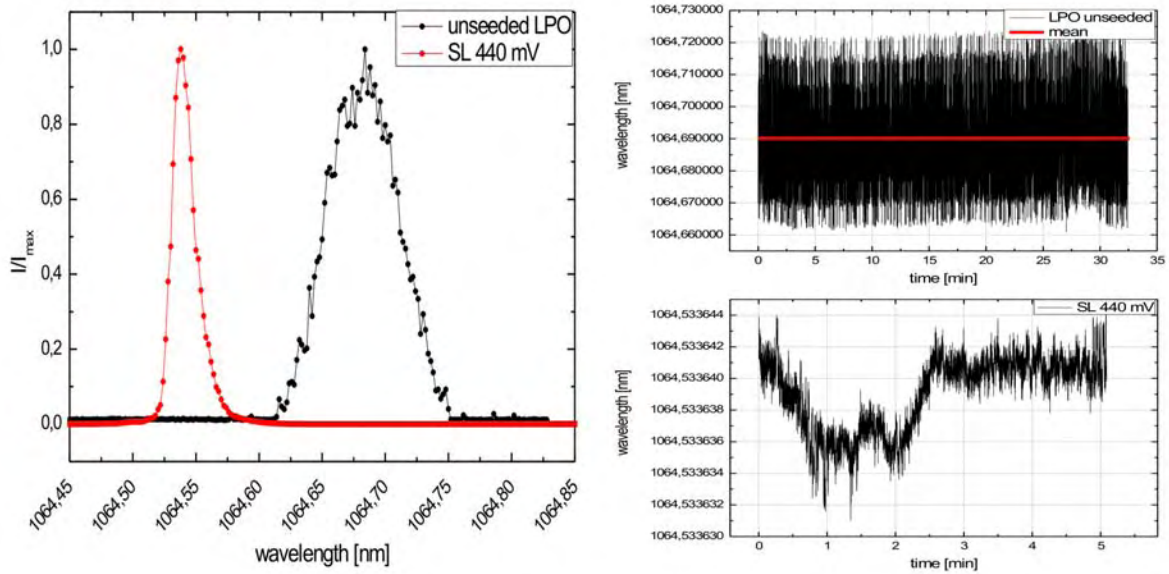 unseeded LPO
SL 440 mV
1,0
0,8
0,6
0,4
0,2
0,0
I/Imax
1064,45
1064,50
1064,55
1064,60
1064,65
1064,70
1064,75
1064,80
1064,85
wavelength [nm]
LPO unseeded
mean
1064,730000
1064,720000
1064,710000
1064,700000
1064,690000
1064,680000
1064,670000
1064,660000
wavelength [nm]
0 5 10 15 20 25 30 35
time [min]
SL 440 mV
1064,533644
1064,533642
1064,533640
1064,533638
1064,533636
1064,533634
1064,533632
1064,533630
wavelength [nm]
0 1 2 3 4 5
time [min]